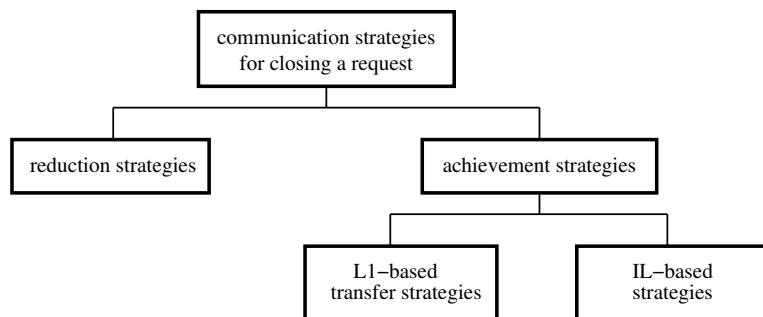 communication strategies
for closing a request
reduction strategies
achievement strategies
L1−based
transfer strategies
IL−based
strategies